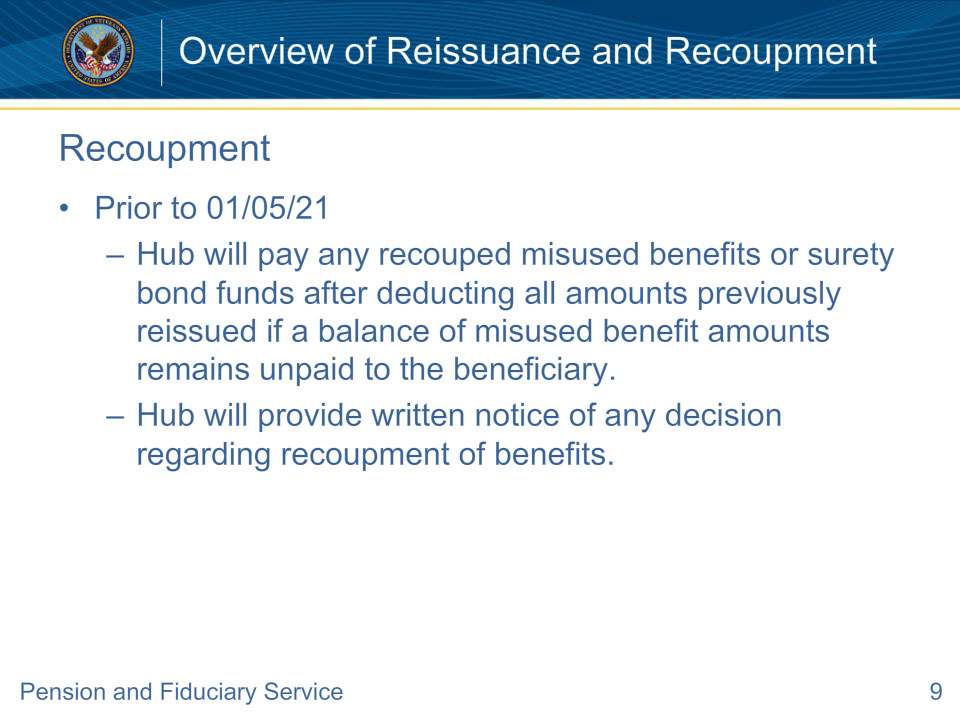 DEPARTMENT OF VETERANS AFFAIRS
UNITED STATES OF AMERICA
Overview of Reissuance and Recoupment
Recoupment
• Prior to 01/05/21
– Hub will pay any recouped misused benefits or surety
bond funds after deducting all amounts previously
reissued if a balance of misused benefit amounts
remains unpaid to the beneficiary.
– Hub will provide written notice of any decision
regarding recoupment of benefits.
Pension and Fiduciary Service
9